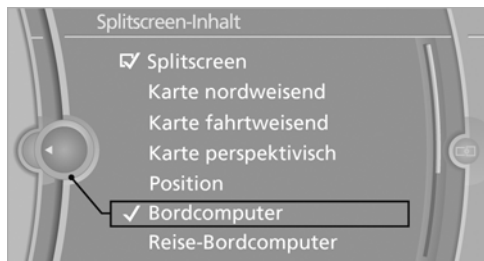 Splitscreen-Inhalt
Splitscreen
Karte nordweisend
Karte fahrtweisend
Karte perspektivisch
Position
Bordcomputer
Reise-Bordcomputer